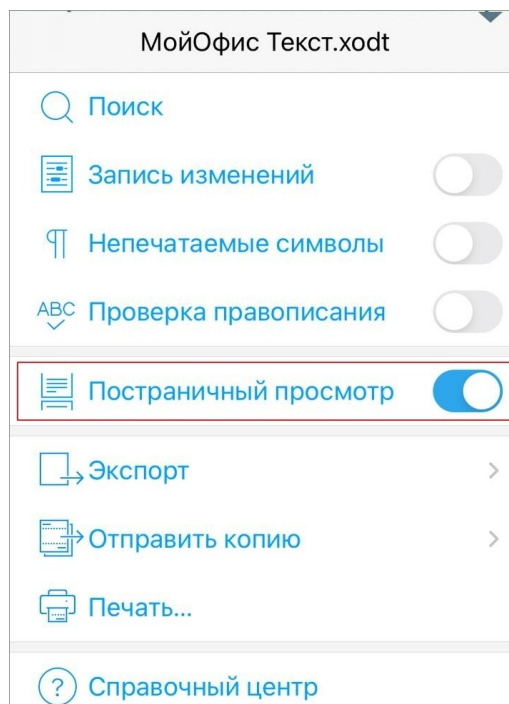 МойОфис Текст.xodt
Поиск
Запись изменений
Непечатаемые символы
ABC Проверка правописания
Постраничный просмотр
Экспорт
Отправить копию
Печать...
? Справочный центр